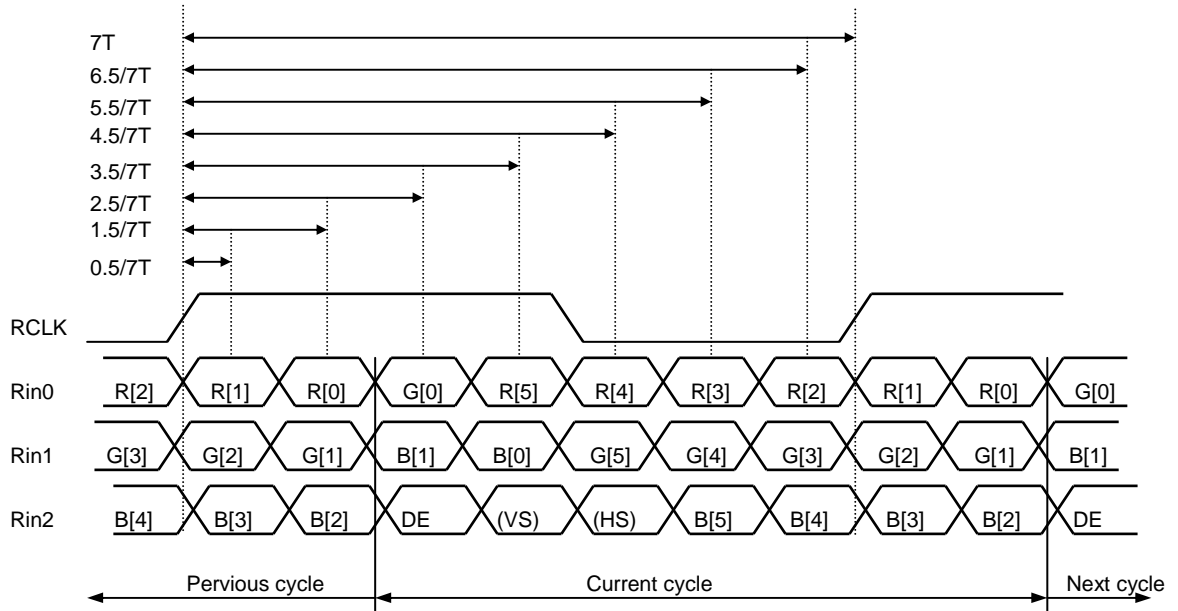 7T
6.5/7T
5.5/7T
4.5/7T
3.5/7T
2.5/7T
1.5/7T
0.5/7T
RCLK
Rin0 R[2] R[1] R[0] G[0] R[5] R[4] R[3] R[2] R[1] R[0] G[0]
Rin1 G[3] G[2] G[1] B[1] B[0] G[5] G[4] G[3] G[2] G[1] B[1]
Rin2 B[4] B[3] B[2] DE (VS) (HS) B[5] B[4] B[3] B[2] DE
Pervious cycle Current cycle Next cycle